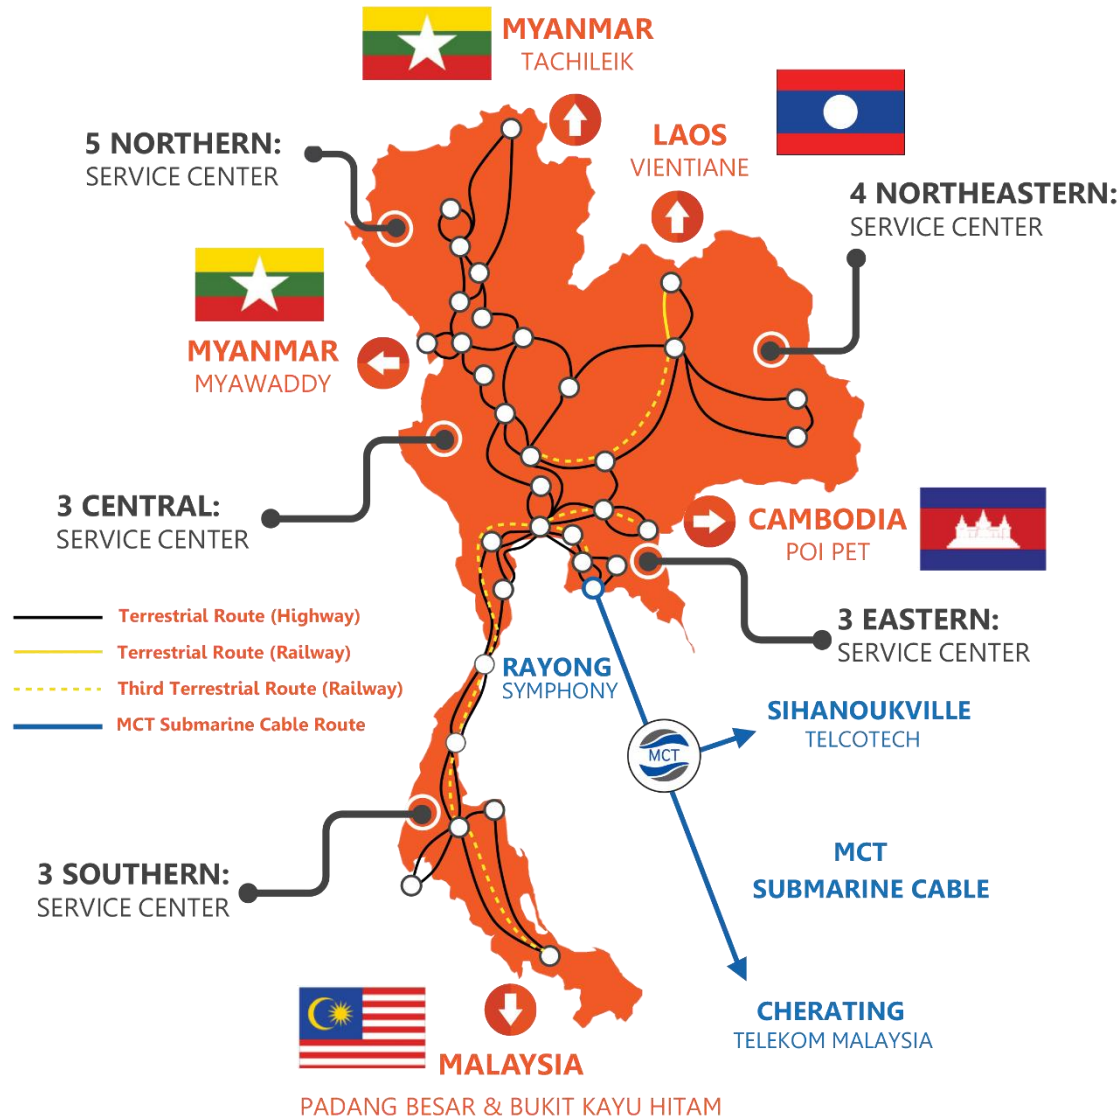 MYANMAR
TACHILEIK
LAOS
VIENTIANE
5 NORTHERN:
SERVICE CENTER
4 NORTHEASTERN:
SERVICE CENTER
MYANMAR
MYAWADDY
3 CENTRAL:
SERVICE CENTER
CAMBODIA
POI PET
3 EASTERN:
SERVICE CENTER
Terrestrial Route (Highway)
Terrestrial Route (Railway)
Third Terrestrial Route (Railway)
MCT Submarine Cable Route
RAYONG
SYMPHONY
SIHANOUKVILLE
TELCOTECH
MCT
MCT
SUBMARINE CABLE
3 SOUTHERN:
SERVICE CENTER
CHERATING
TELEKOM MALAYSIA
MALAYSIA
PADANG BESAR & BUKIT KAYU HITAM